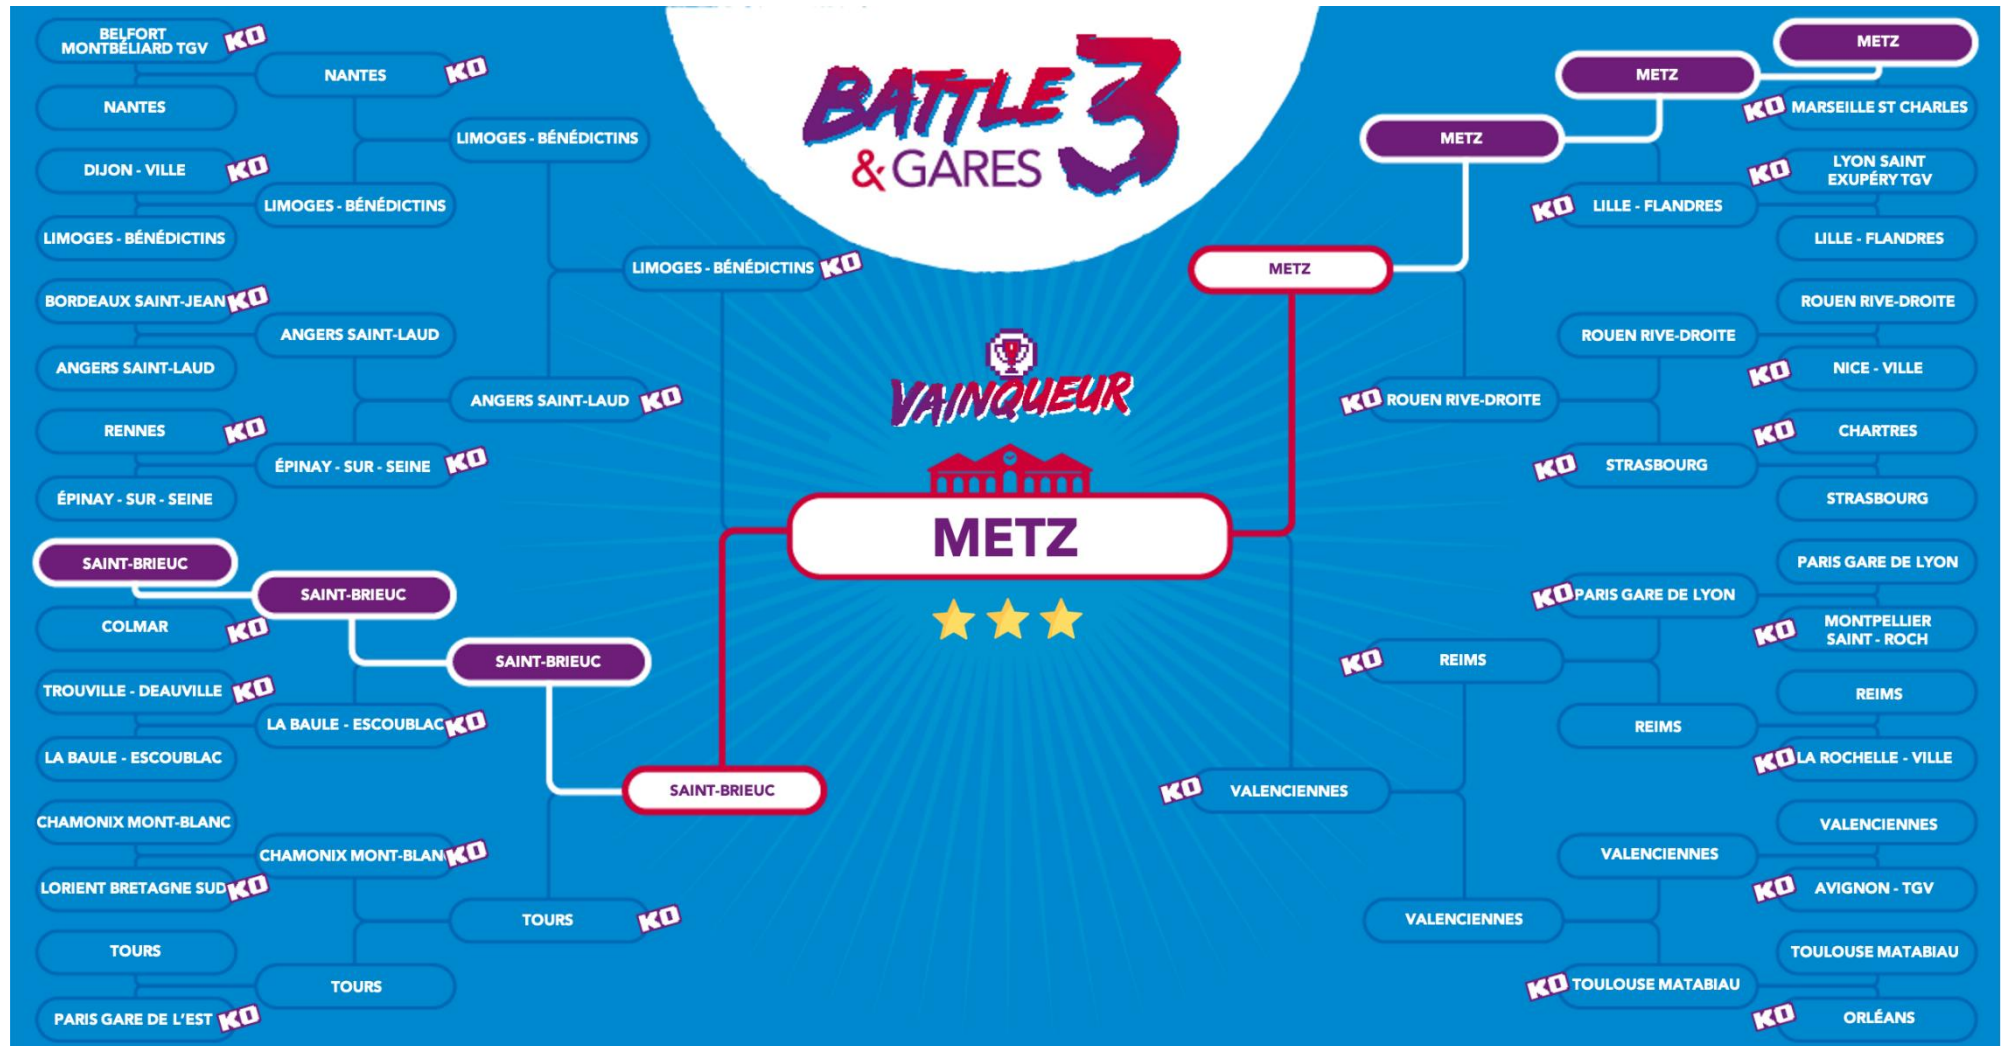 BATTLE 3
& GARES
BELFORT
MONTBÉLIARD TGV
KO
NANTES
DIJON - VILLE
KO
LIMOGES - BÉNÉDICTINS
BORDEAUX SAINT-JEAN
KO
ANGERS SAINT-LAUD
RENNES
KO
ÉPINAY - SUR - SEINE
SAINT-BRIEUC
COLMAR
KO
TROUVILLE - DEAUVILLE
KO
LA BAULE - ESCOUBLAC
CHAMONIX MONT-BLANC
LORIENT BRETAGNE SUD
KO
TOURS
PARIS GARE DE L'EST
KO
NANTES
KO
LIMOGES - BÉNÉDICTINS
ANGERS SAINT-LAUD
ÉPINAY - SUR - SEINE
KO
SAINT-BRIEUC
LA BAULE - ESCOUBLAC
KO
CHAMONIX MONT-BLAN
KO
TOURS
LIMOGES - BÉNÉDICTINS
ANGERS SAINT-LAUD
KO
SAINT-BRIEUC
TOURS
KO
LIMOGES - BÉNÉDICTINS
KO
SAINT-BRIEUC
VAINQUEUR
METZ
METZ
KO
VALENCIENNES
METZ
KO
ROUEN RIVE-DROITE
KO
REIMS
VALENCIENNES
METZ
KO
LILLE - FLANDRES
ROUEN RIVE-DROITE
KO
STRASBOURG
KO
PARIS GARE DE LYON
REIMS
VALENCIENNES
KO
TOULOUSE MATABIAU
METZ
KO
MARSEILLE ST CHARLES
KO
LYON SAINT
EXUPÉRY TGV
LILLE - FLANDRES
ROUEN RIVE-DROITE
KO
NICE - VILLE
KO
CHARTRES
STRASBOURG
PARIS GARE DE LYON
KO
MONTPELLIER
SAINT - ROCH
REIMS
KO
LA ROCHELLE - VILLE
VALENCIENNES
KO
AVIGNON - TGV
TOULOUSE MATABIAU
KO
ORLÉANS